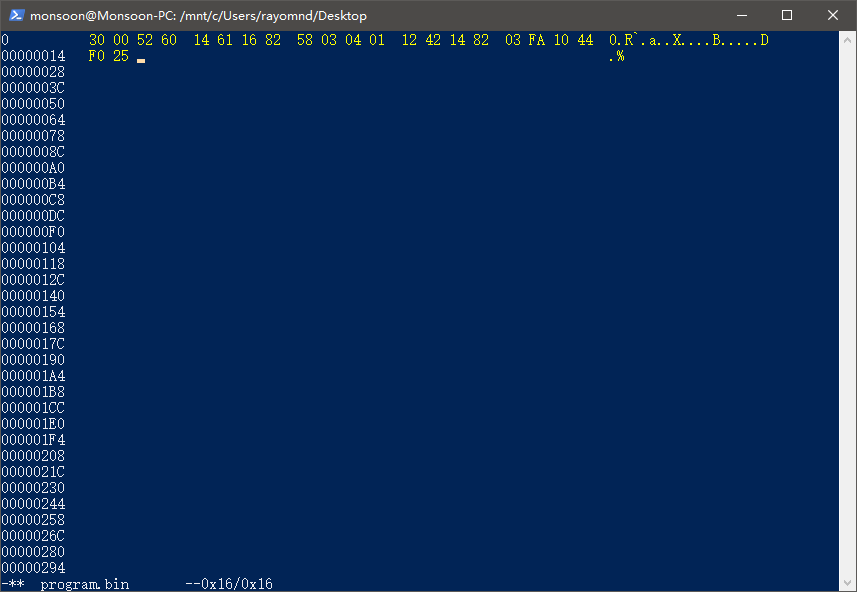 monsoon@Monsoon-PC: /mnt/c/Users/rayomnd/Desktop
0 30 00 52 60 14 61 16 82 58 03 04 01 12 42 14 82 03 FA 10 44 0.R`.a..X....B.....D
00000014 F0 25 .%
00000028
0000003C
00000050
00000064
00000078
0000008C
000000A0
000000B4
000000C8
000000DC
000000F0
00000104
00000118
0000012C
00000140
00000154
00000168
0000017C
00000190
000001A4
000001B8
000001CC
000001E0
000001F4
00000208
0000021C
00000230
00000244
00000258
0000026C
00000280
00000294
-** program.bin --0x16/0x16